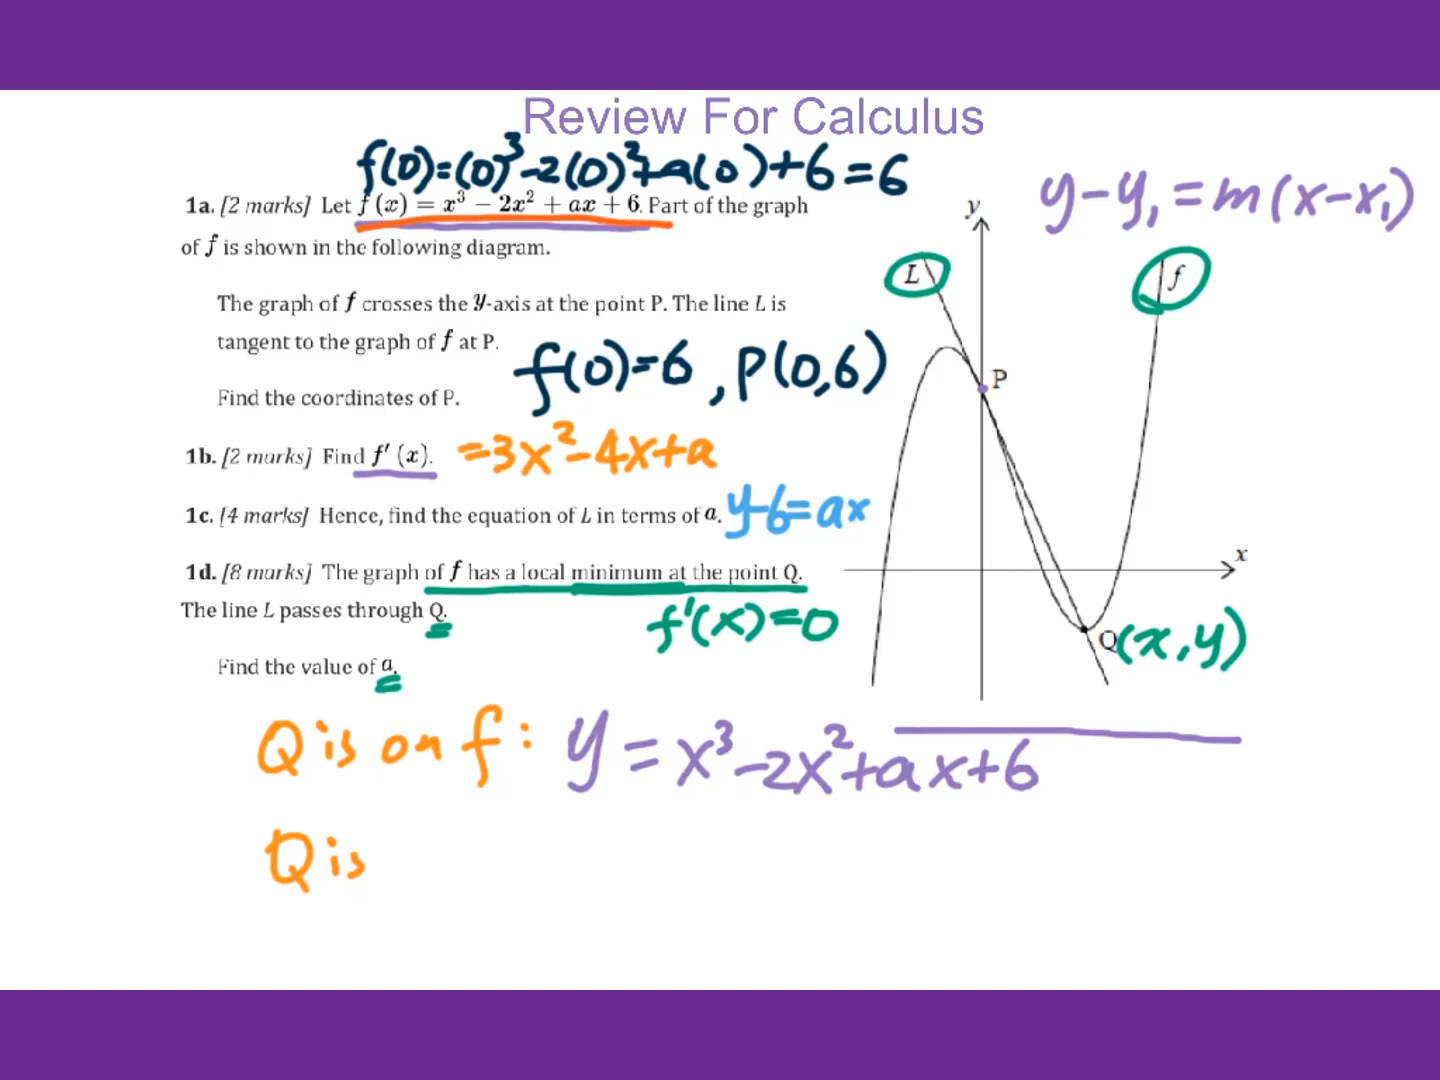 Review For Calculus
f(0)=(0)³-2(0)²+a(0)+6=6
y-y₁=m(x-x₁)
1a. [2 marks] Let f (x) = x³ − 2x² + ax + 6. Part of the graph
of f is shown in the following diagram.
The graph of f crosses the y-axis at the point P. The line L is
tangent to the graph of f at P.
f(0)=6, P(0,6)
Find the coordinates of P.
1b. [2 marks] Find f′ (x). =3x²-4x+a
1c. [4 marks] Hence, find the equation of L in terms of a. y-6=ax
1d. [8 marks] The graph of f has a local minimum at the point Q.
The line L passes through Q.
f'(x)=0
Find the value of a.
y
L
f
P
x
Q(x,y)
Q is on f: y=x³-2x²+ax+6
Q is